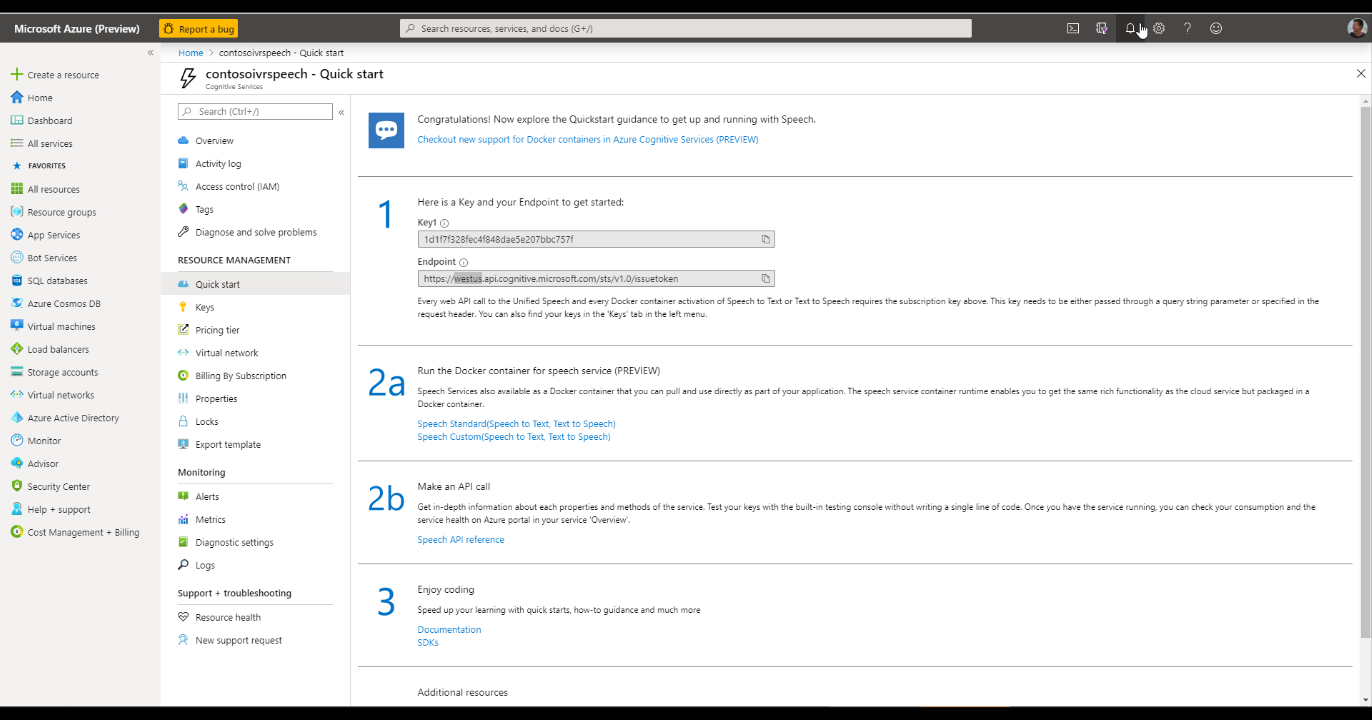 Microsoft Azure (Preview)
Report a bug
Search resources, services, and docs (G+/)
Home > contosoivrspeech - Quick start
contosoivrspeech - Quick start
Cognitive Services
Create a resource
Home
Dashboard
All services
FAVORITES
All resources
Resource groups
App Services
Bot Services
SQL databases
Azure Cosmos DB
Virtual machines
Load balancers
Storage accounts
Virtual networks
Azure Active Directory
Monitor
Advisor
Security Center
Help + support
Cost Management + Billing
Search (Ctrl+/)
Overview
Activity log
Access control (IAM)
Tags
Diagnose and solve problems
RESOURCE MANAGEMENT
Quick start
Keys
Pricing tier
Virtual network
Billing By Subscription
Properties
Locks
Export template
Monitoring
Alerts
Metrics
Diagnostic settings
Logs
Support + troubleshooting
Resource health
New support request
Congratulations! Now explore the Quickstart guidance to get up and running with Speech.
Checkout new support for Docker containers in Azure Cognitive Services (PREVIEW)
1
Here is a Key and your Endpoint to get started:
Key1
1d1f7f328fec4f848dae5e207bbc757f
Endpoint
https://westus.api.cognitive.microsoft.com/sts/v1.0/issuetoken
Every web API call to the Unified Speech and every Docker container activation of Speech to Text or Text to Speech requires the subscription key above. This key needs to be either passed through a query string parameter or specified in the
request header. You can also find your keys in the 'Keys' tab in the left menu.
2a
Run the Docker container for speech service (PREVIEW)
Speech Services also available as a Docker container that you can pull and use directly as part of your application. The speech service container runtime enables you to get the same rich functionality as the cloud service but packaged in a
Docker container.
Speech Standard(Speech to Text, Text to Speech)
Speech Custom(Speech to Text, Text to Speech)
2b
Make an API call
Get in-depth information about each properties and methods of the service. Test your keys with the built-in testing console without writing a single line of code. Once you have the service running, you can check your consumption and the
service health on Azure portal in your service 'Overview'.
Speech API reference
3
Enjoy coding
Speed up your learning with quick starts, how-to guidance and much more
Documentation
SDKs
Additional resources